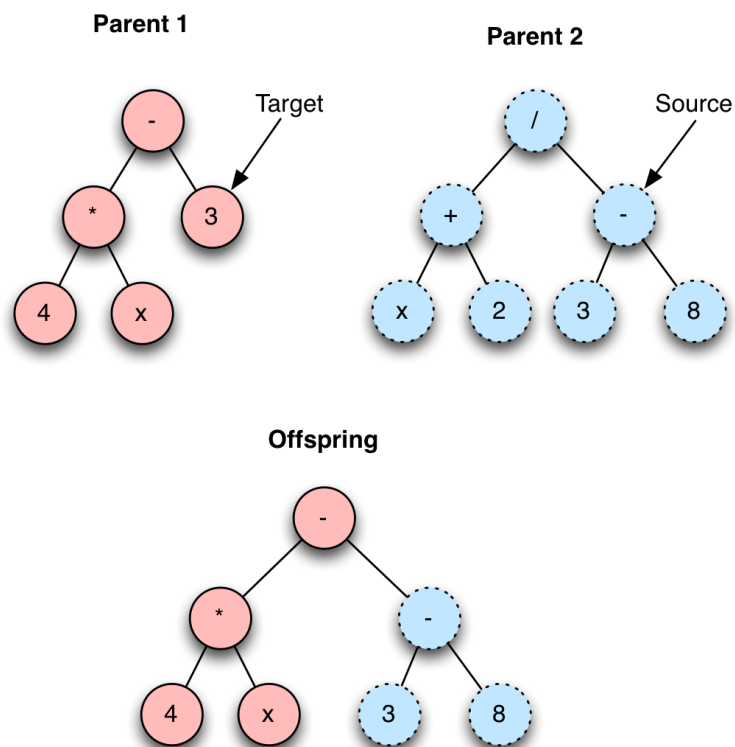 Parent 1
Parent 2
Target
Source
-
/
*
3
+
-
4
x
x
2
3
8
Offspring
-
*
-
4
x
3
8